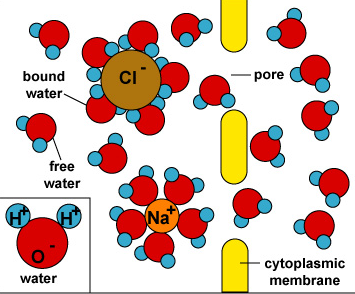 Cl -
bound
water
pore
free
water
Na+
H+ H+
O -
water
cytoplasmic
membrane